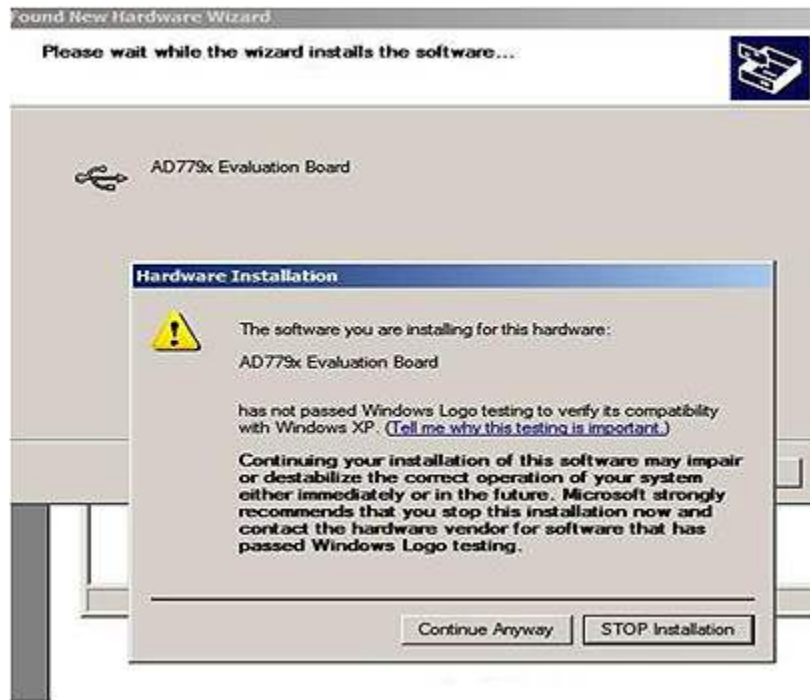 Found New Hardware Wizard
Please wait while the wizard installs the software...
AD779x Evaluation Board
Hardware Installation
The software you are installing for this hardware:
AD779x Evaluation Board
has not passed Windows Logo testing to verify its compatibility
with Windows XP. (Tell me why this testing is important.)
Continuing your installation of this software may impair
or destabilize the correct operation of your system
either immediately or in the future. Microsoft strongly
recommends that you stop this installation now and
contact the hardware vendor for software that has
passed Windows Logo testing.
Continue Anyway
STOP Installation